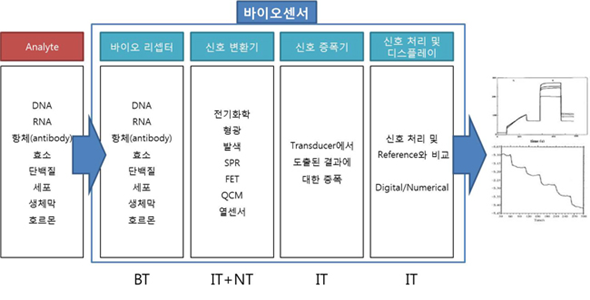 바이오센서
Analyte
바이오 리셉터
신호 변환기
신호 증폭기
신호 처리 및
디스플레이
DNA
RNA
항체(antibody)
효소
단백질
세포
생체막
호르몬
DNA
RNA
항체(antibody)
효소
단백질
세포
생체막
호르몬
전기화학
형광
발색
SPR
FET
QCM
열센서
Transducer에서
도출된 결과에
대한 증폭
신호 처리 및
Reference와 비교
Digital/Numerical
BT
IT+NT
IT
IT